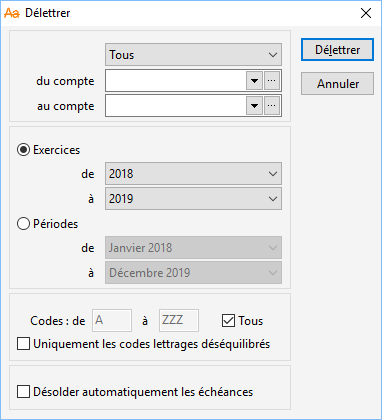 Délettrer
Tous
Délettrer
du compte
...
Annuler
au compte
...
Exercices
de 2018
à 2019
Périodes
de Janvier 2018
à Décembre 2019
Codes : de A à ZZZ Tous
Uniquement les codes lettrages déséquilibrés
Désolder automatiquement les échéances